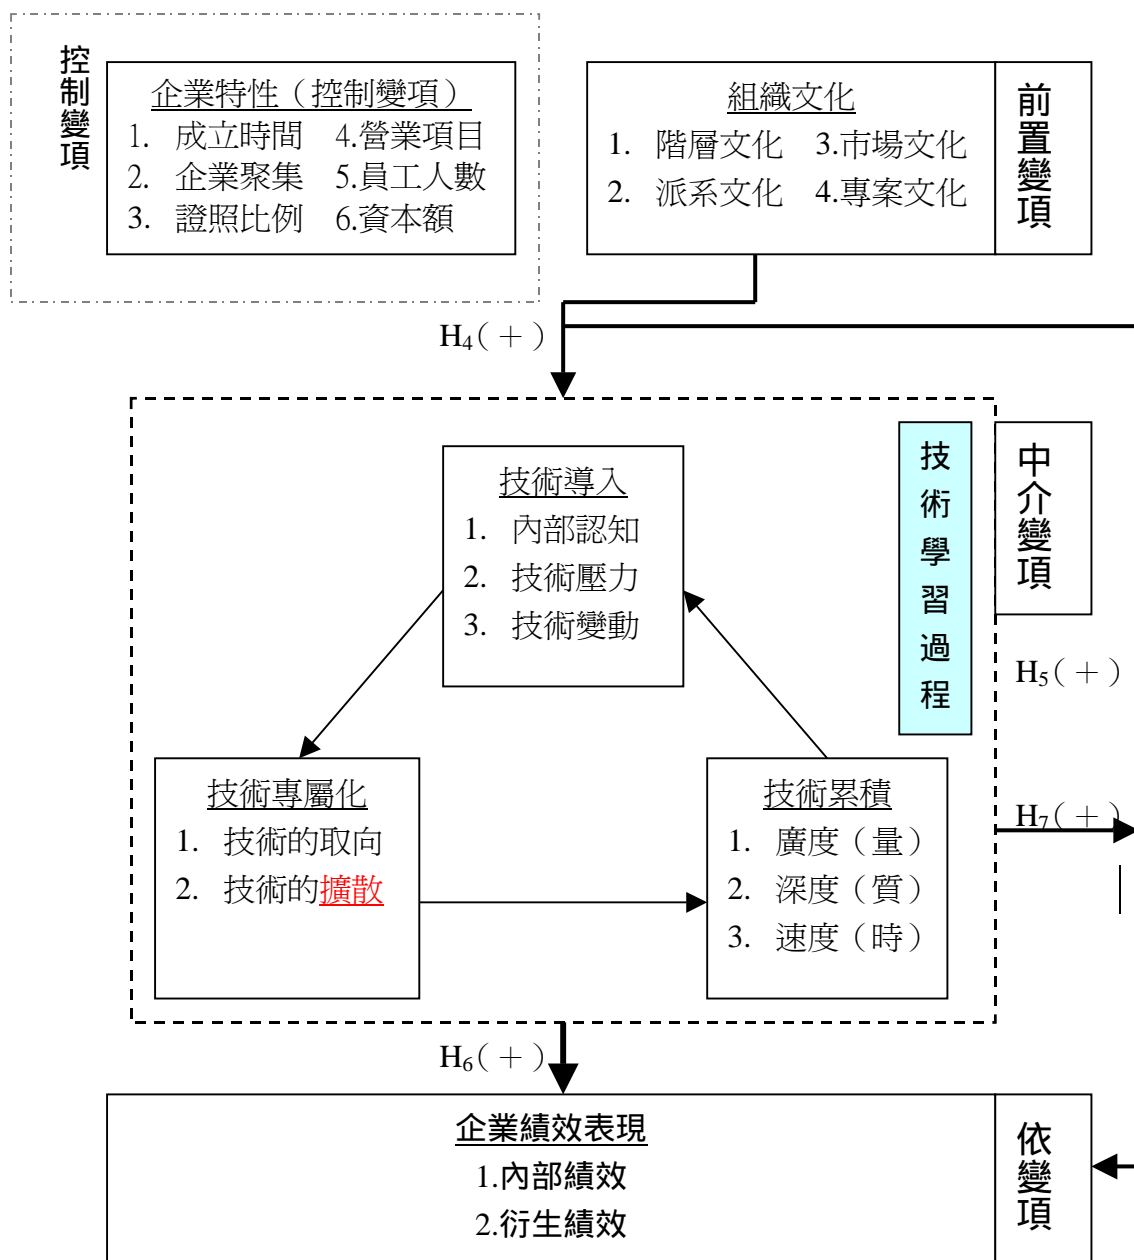 控制變項
企業特性（控制變項）
1. 成立時間 4.營業項目
2. 企業聚集 5.員工人數
3. 證照比例 6.資本額
組織文化
1. 階層文化 3.市場文化
2. 派系文化 4.專案文化
前置變項
H4(＋)
技術導入
1. 內部認知
2. 技術壓力
3. 技術變動
技術學習過程
中介變項
H5(＋)
技術專屬化
1. 技術的取向
2. 技術的擴散
技術累積
1. 廣度（量）
2. 深度（質）
3. 速度（時）
H7(＋)
H6(＋)
企業績效表現
1.內部績效
2.衍生績效
依變項